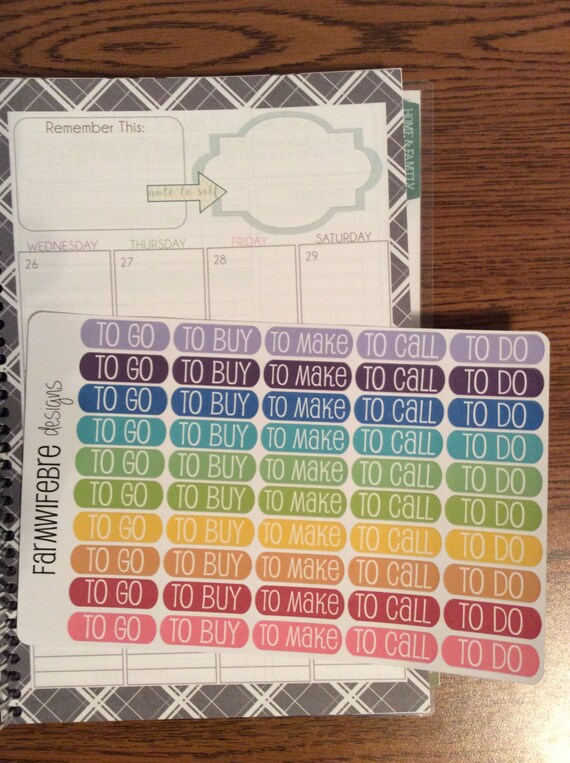 Remember This:
note to self
HOME & FAMILY
WEDNESDAY THURSDAY FRIDAY SATURDAY
26 27 28 29
FARMWIFEBRE designs
TO GO TO BUY TO MAKE TO CALL TO DO
TO GO TO BUY TO MAKE TO CALL TO DO
TO GO TO BUY TO MAKE TO CALL TO DO
TO GO TO BUY TO MAKE TO CALL TO DO
TO GO TO BUY TO MAKE TO CALL TO DO
TO GO TO BUY TO MAKE TO CALL TO DO
TO GO TO BUY TO MAKE TO CALL TO DO
TO GO TO BUY TO MAKE TO CALL TO DO
TO GO TO BUY TO MAKE TO CALL TO DO
TO GO TO BUY TO MAKE TO CALL TO DO